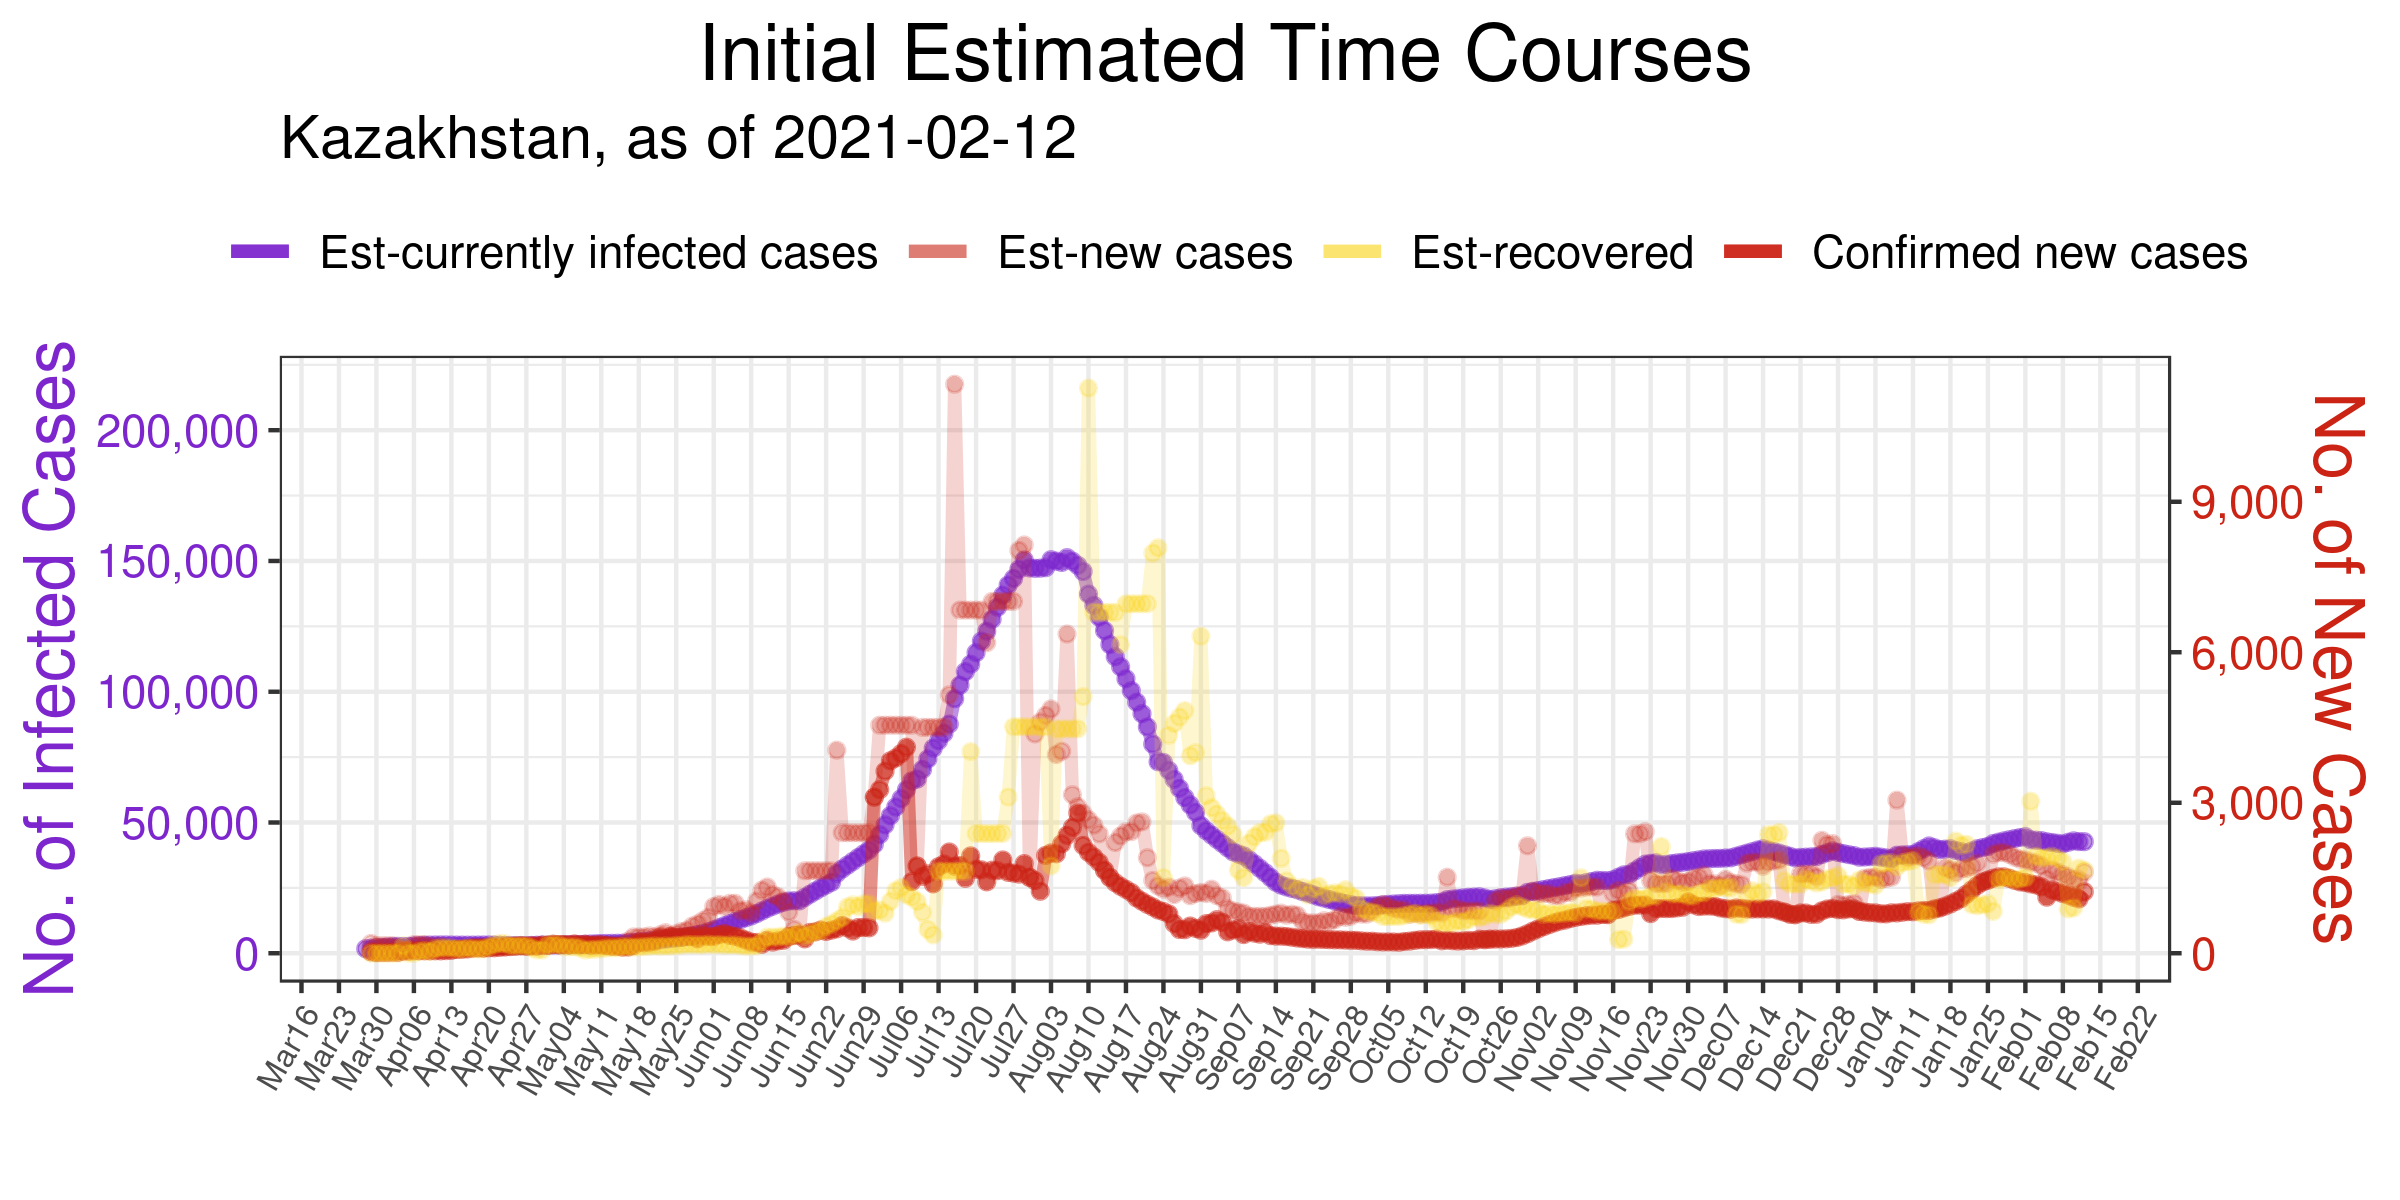 Initial Estimated Time Courses
Kazakhstan, as of 2021-02-12
Est-currently infected cases Est-new cases Est-recovered Confirmed new cases
No. of Infected Cases
200,000
150,000
100,000
50,000
0
9,000
6,000
3,000
0
No. of New Cases
Mar16 Mar23 Mar30 Apr06 Apr13 Apr20 Apr27 May04 May11 May18 May25 Jun01 Jun08 Jun15 Jun22 Jun29 Jul06 Jul13 Jul20 Jul27 Aug03 Aug10 Aug17 Aug24 Aug31 Sep07 Sep14 Sep21 Sep28 Oct05 Oct12 Oct19 Oct26 Nov02 Nov09 Nov16 Nov23 Nov30 Dec07 Dec14 Dec21 Dec28 Jan04 Jan11 Jan18 Jan25 Feb01 Feb08 Feb15 Feb22